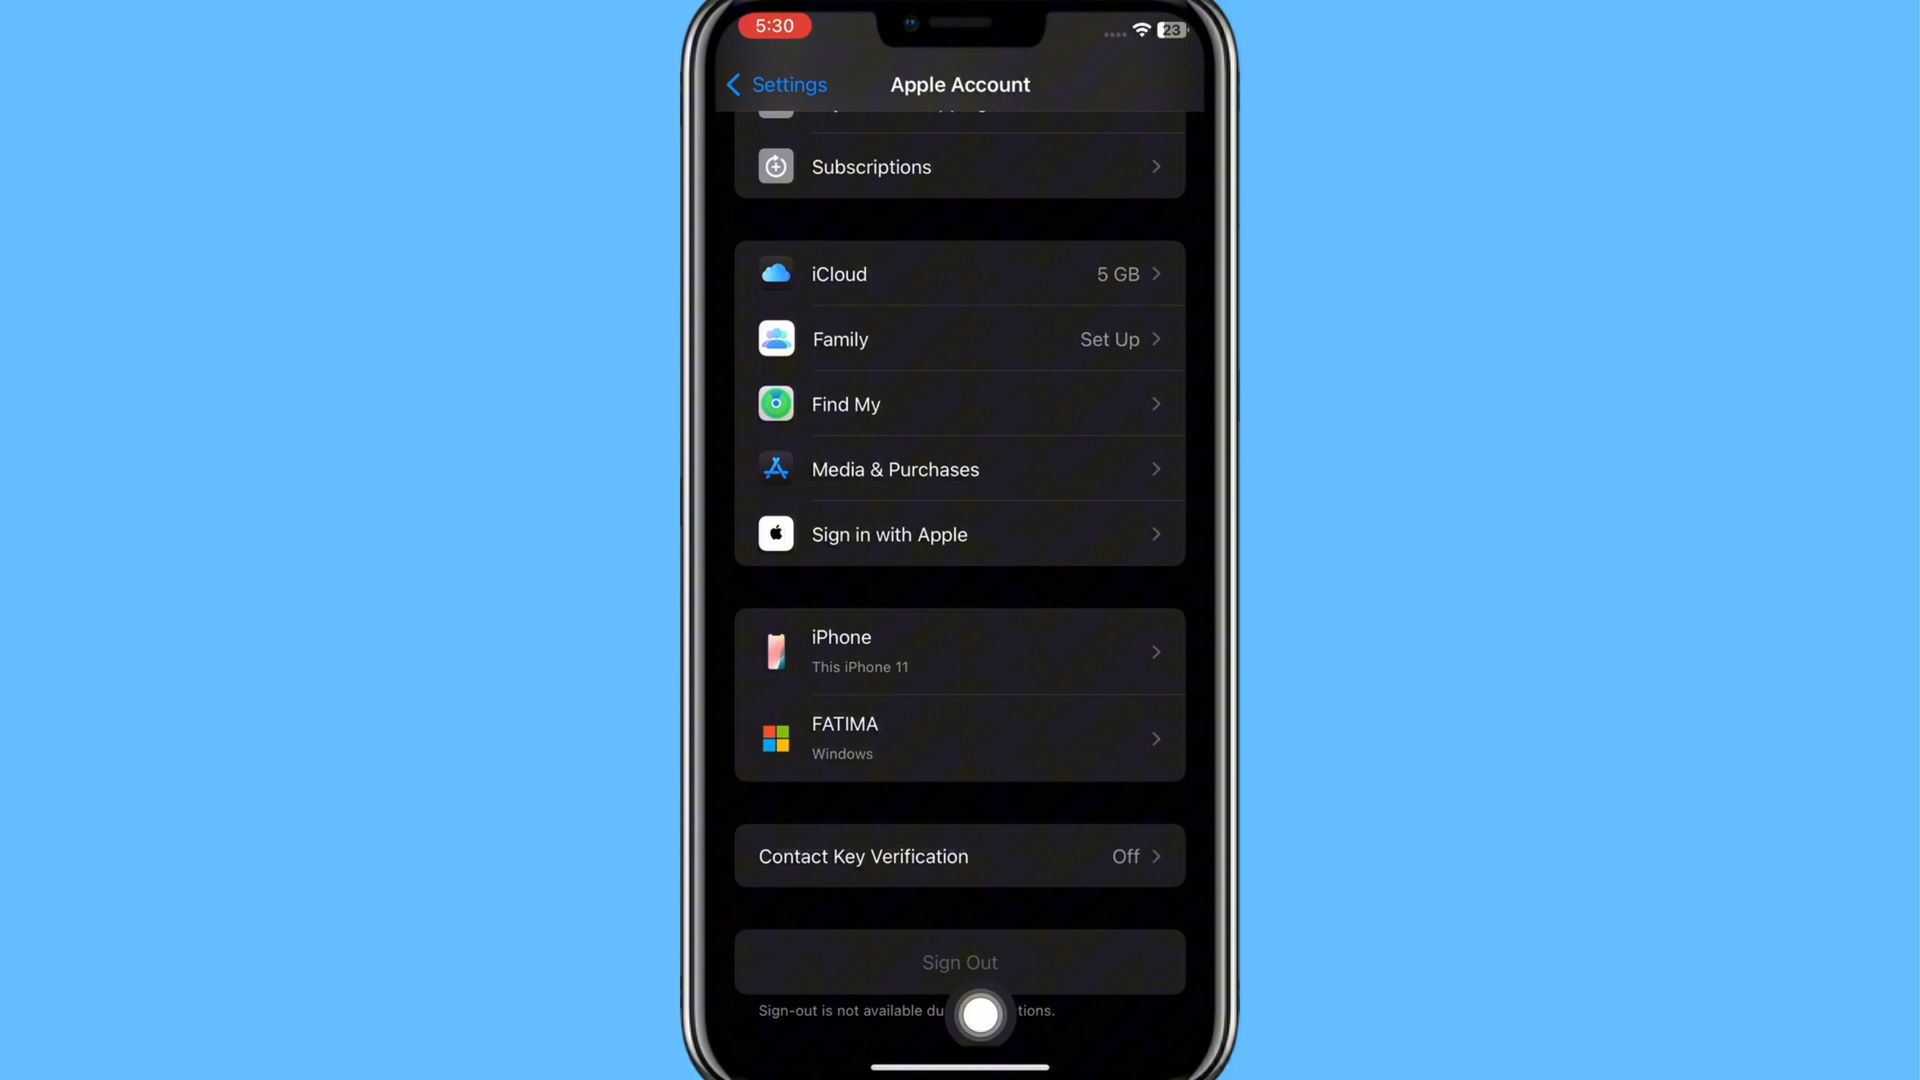 5:30
23
Settings
Apple Account
Subscriptions
iCloud
5 GB
Family
Set Up
Find My
Media & Purchases
Sign in with Apple
iPhone
This iPhone 11
FATIMA
Windows
Contact Key Verification
Off
Sign Out
Sign-out is not available